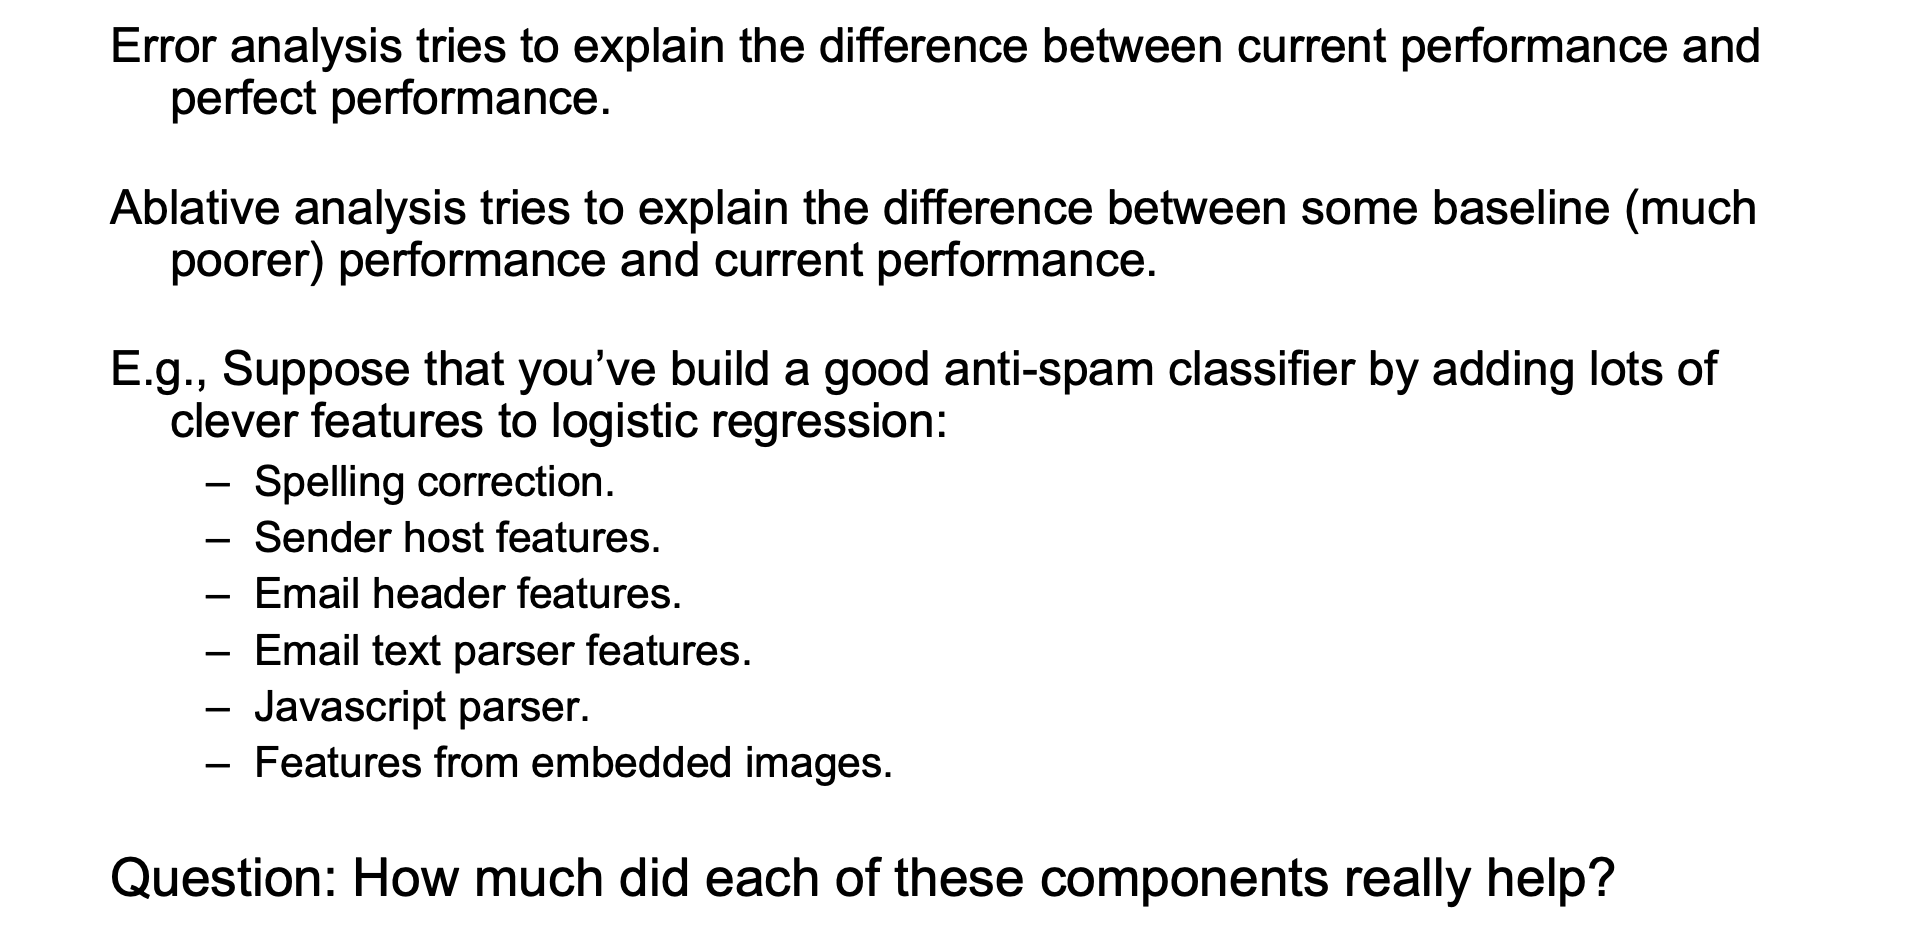 Error analysis tries to explain the difference between current performance and
perfect performance.
Ablative analysis tries to explain the difference between some baseline (much
poorer) performance and current performance.
E.g., Suppose that you’ve build a good anti-spam classifier by adding lots of
clever features to logistic regression:
– Spelling correction.
– Sender host features.
– Email header features.
– Email text parser features.
– Javascript parser.
– Features from embedded images.
Question: How much did each of these components really help?